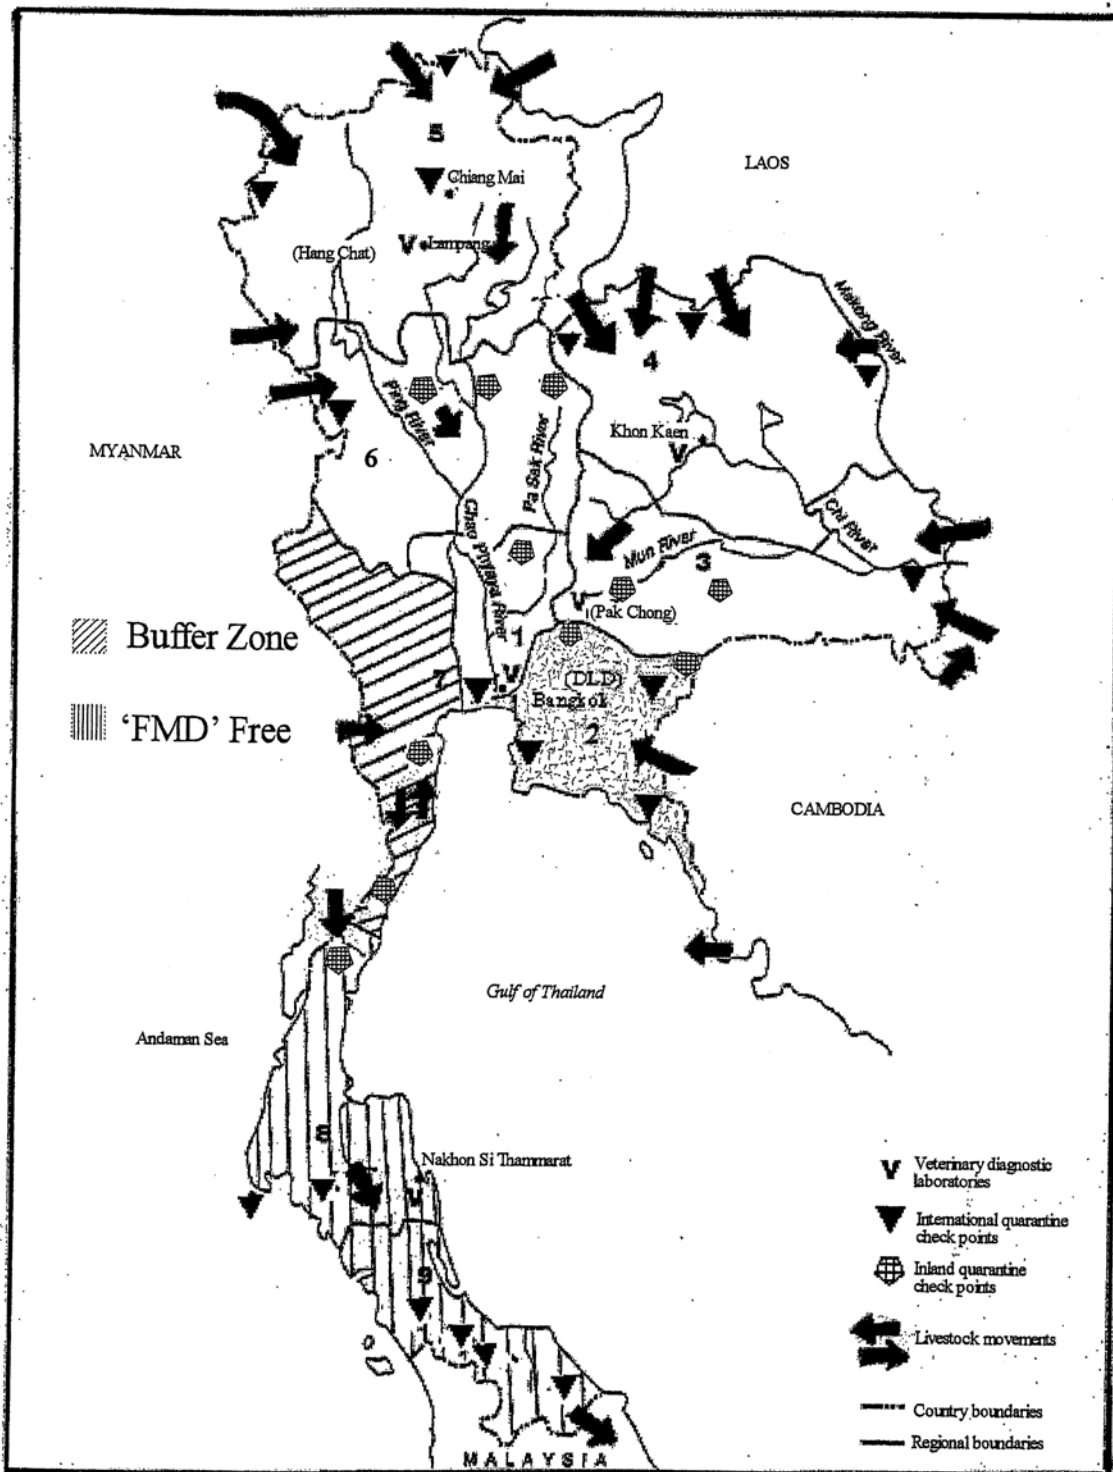 5
LAOS
Chiang Mai
V
Lampang
(Hang Chat)
Mekong River
4
Ping River
Khon Kaen
V
MYANMAR
6
Pa Sak River
Chao Phyara River
Chi River
Mun River
3
V
(Pak Chong)
Buffer Zone
1
7
V
(DLD)
Bangkok
2
'FMD' Free
CAMBODIA
Gulf of Thailand
Andaman Sea
8
Nakhon Si Thammarat
V
9
V Veterinary diagnostic
laboratories
International quarantine
check points
Inland quarantine
check points
Livestock movements
Country boundaries
Regional boundaries
MALAYSIA